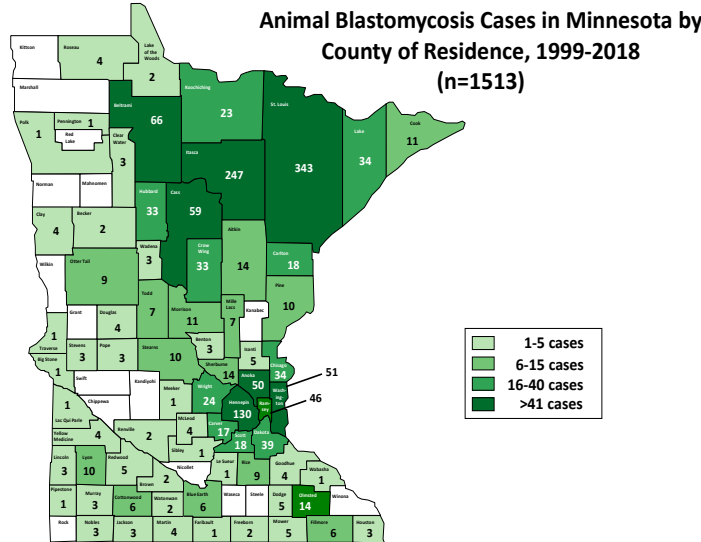 Animal Blastomycosis Cases in Minnesota by
County of Residence, 1999-2018
(n=1513)
Kittson
Roseau
4
Lake
of the
Woods
2
Marshall
Koochiching
23
St. Louis
343
Beltrami
66
Cook
11
Lake
34
Polk
1
Pennington
1
Red
Lake
Clear
Water
3
Itasca
247
Norman
Mahnomen
Hubbard
33
Cass
59
Clay
4
Becker
2
Aitkin
14
Wadena
3
Crow
Wing
33
Carlton
18
Wilkin
Otter Tail
9
Pine
10
Todd
7
Morrison
11
Mille
Lacs
7
Kanabec
Grant
Douglas
4
1
Traverse
Stevens
3
Pope
3
Stearns
10
Benton
3
Isanti
5
Big Stone
1
Sherburne
14
Chisago
34
Anoka
50
Swift
Kandiyohi
Meeker
1
Wright
24
Wash
ing-
ton
51
Hennepin
130
Ram-
sey
46
Chippewa
1
Lac Qui Parle
McLeod
4
Carver
17
Renville
2
Yellow
Medicine
4
Scott
18
Dakota
39
Sibley
1
Lincoln
3
Lyon
10
Redwood
5
Nicollet
Le Sueur
1
Rice
9
Goodhue
4
Wabasha
1
Brown
2
Pipestone
1
Murray
3
Cottonwood
6
Watonwan
2
Blue Earth
6
Waseca
Steele
Dodge
5
Olmsted
14
Winona
Rock
Nobles
3
Jackson
3
Martin
4
Faribault
1
Freeborn
2
Mower
5
Fillmore
6
Houston
3
1-5 cases
6-15 cases
16-40 cases
>41 cases